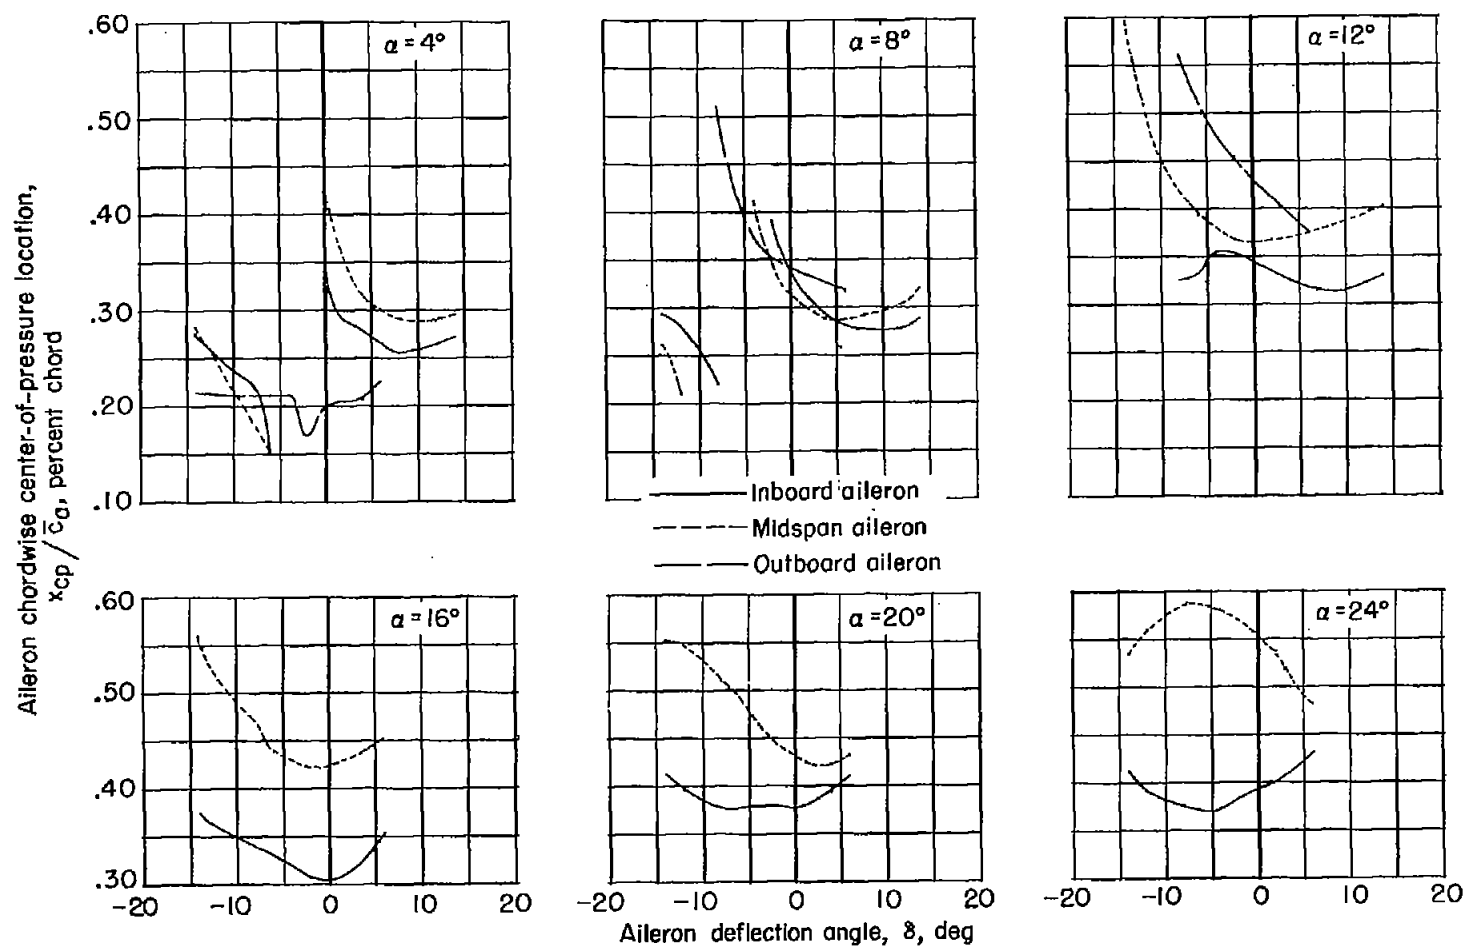 .60
.50
.40
.30
.20
.10
α = 4°
α = 8°
α = 12°
Inboard aileron
Midspan aileron
Outboard aileron
Aileron chordwise center-of-pressure location,
xcp / c̄a, percent chord
.60
.50
.40
.30
α = 16°
α = 20°
α = 24°
-20 -10 0 10 20
-20 -10 0 10 20
-20 -10 0 10 20
Aileron deflection angle, δ, deg